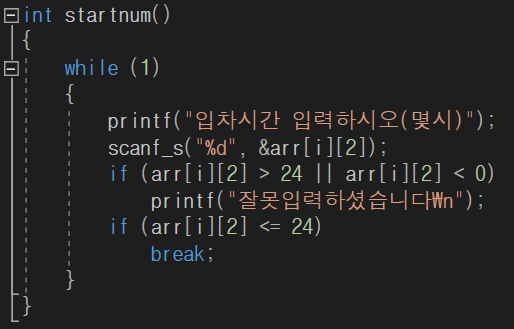 int startnum()
{
while (1)
{
printf("입차시간 입력하시오(몇시)");
scanf_s("%d", &arr[i][2]);
if (arr[i][2] > 24 || arr[i][2] < 0)
printf("잘못입력하셨습니다₩n");
if (arr[i][2] <= 24)
break;
}
}